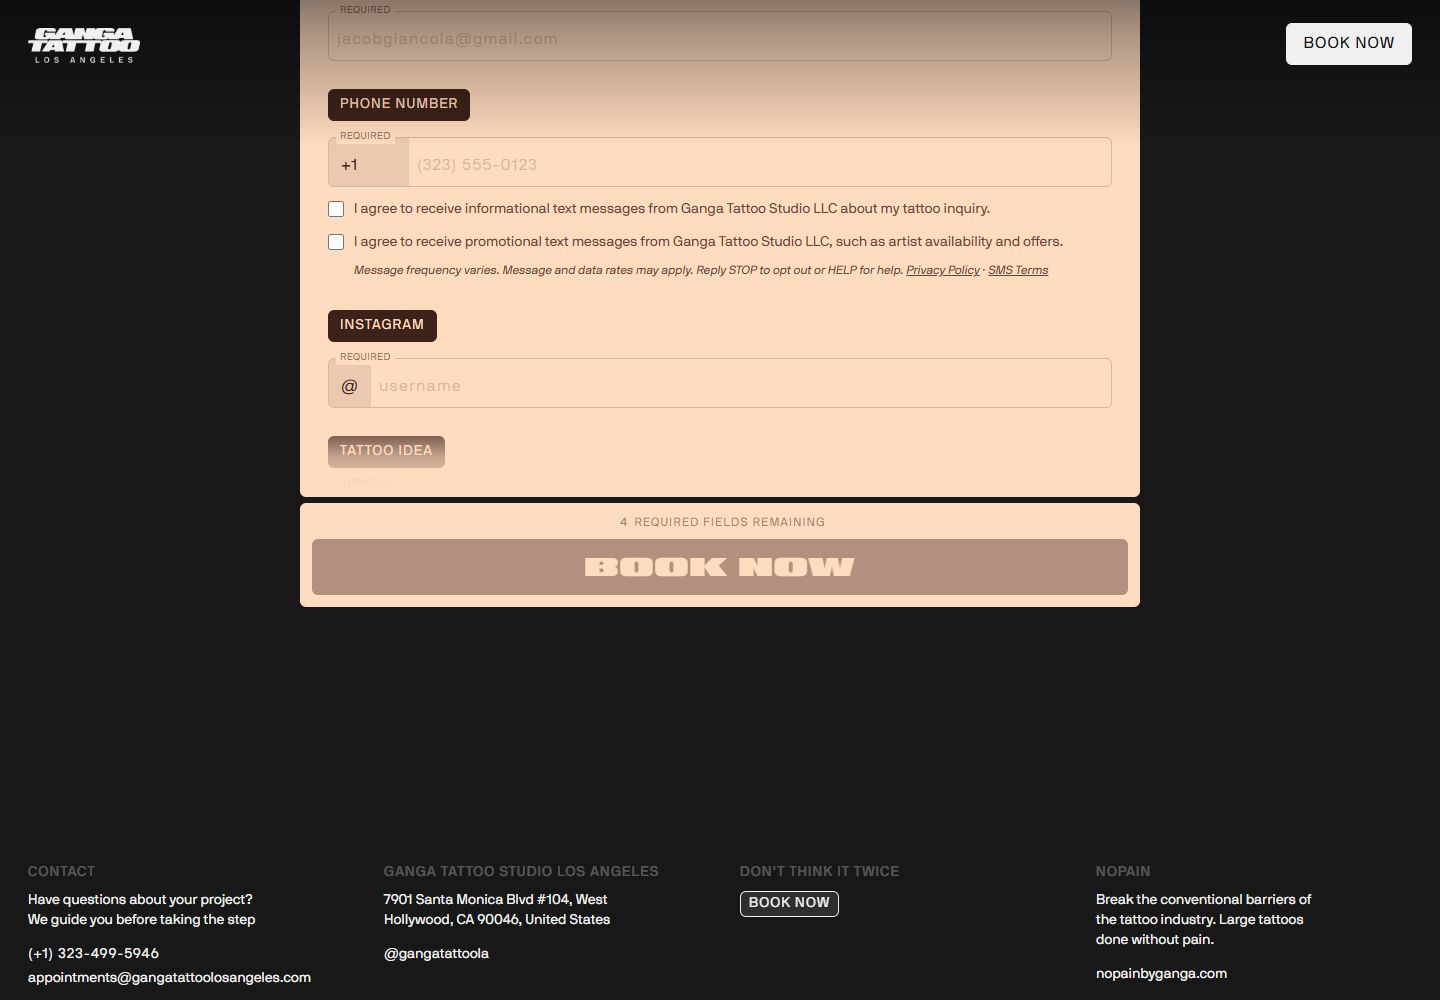 GANGA
TATTOO
LOS ANGELES
BOOK NOW
REQUIRED
jacobgiancola@gmail.com
PHONE NUMBER
REQUIRED
+1
(323) 555-0123
I agree to receive informational text messages from Ganga Tattoo Studio LLC about my tattoo inquiry.
I agree to receive promotional text messages from Ganga Tattoo Studio LLC, such as artist availability and offers.
Message frequency varies. Message and data rates may apply. Reply STOP to opt out or HELP for help. Privacy Policy · SMS Terms
INSTAGRAM
REQUIRED
@ username
TATTOO IDEA
(OPTIONAL)
4 REQUIRED FIELDS REMAINING
BOOK NOW
CONTACT
Have questions about your project?
We guide you before taking the step
(+1) 323-499-5946
appointments@gangatattoolosangeles.com
GANGA TATTOO STUDIO LOS ANGELES
7901 Santa Monica Blvd #104, West
Hollywood, CA 90046, United States
@gangatattoola
DON'T THINK IT TWICE
BOOK NOW
NOPAIN
Break the conventional barriers of
the tattoo industry. Large tattoos
done without pain.
nopainbyganga.com